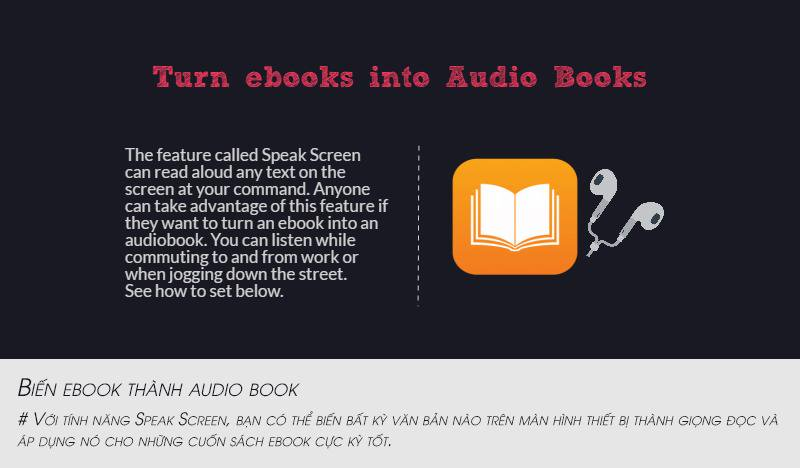 Turn ebooks into Audio Books
The feature called Speak Screen
can read aloud any text on the
screen at your command. Anyone
can take advantage of this feature if
they want to turn an ebook into an
audiobook. You can listen while
commuting to and from work or
when jogging down the street.
See how to set below.
Biến ebook thành audio book
# Với tính năng Speak Screen, bạn có thể biến bất kỳ văn bản nào trên màn hình thiết bị thành giọng đọc và
áp dụng nó cho những cuốn sách ebook cực kỳ tốt.